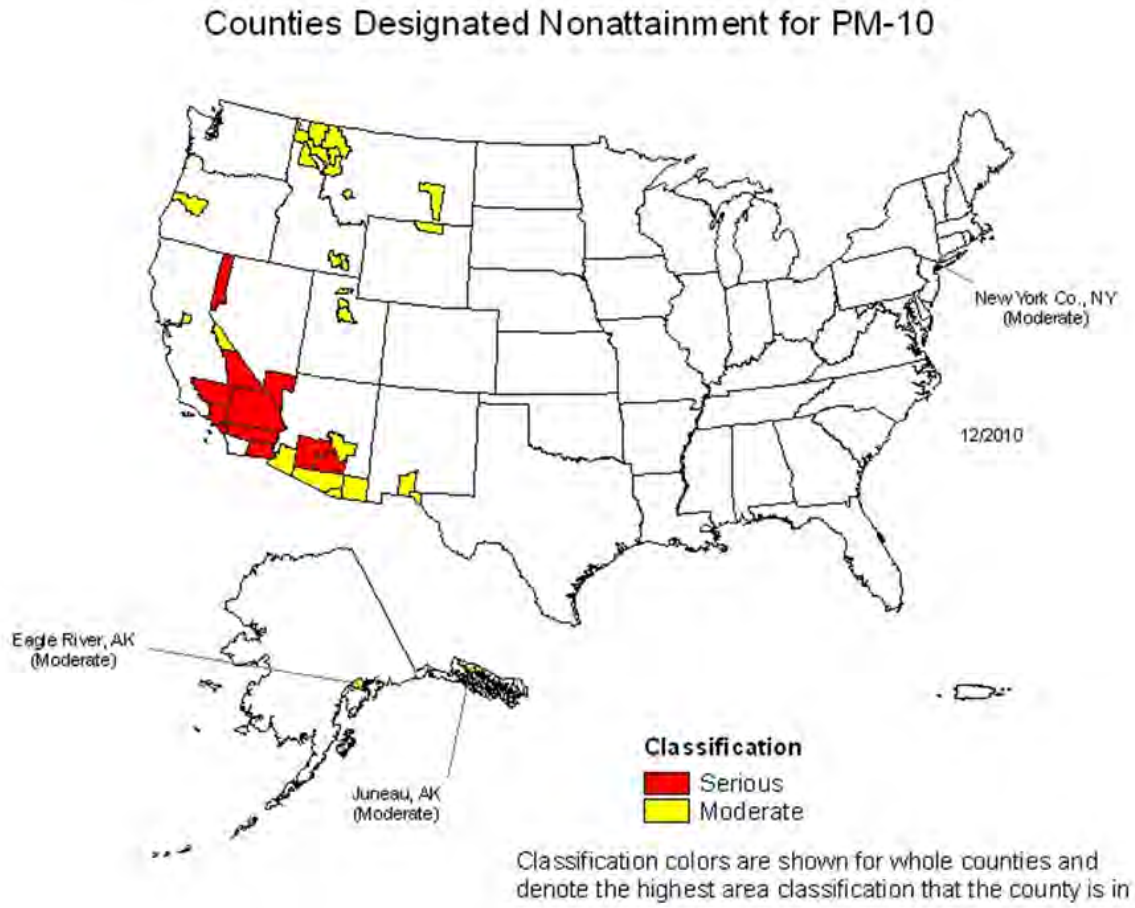 Counties Designated Nonattainment for PM-10
New York Co., NY
(Moderate)
12/2010
Eagle River, AK
(Moderate)
Juneau, AK
(Moderate)
Classification
Serious
Moderate
Classification colors are shown for whole counties and
denote the highest area classification that the county is in